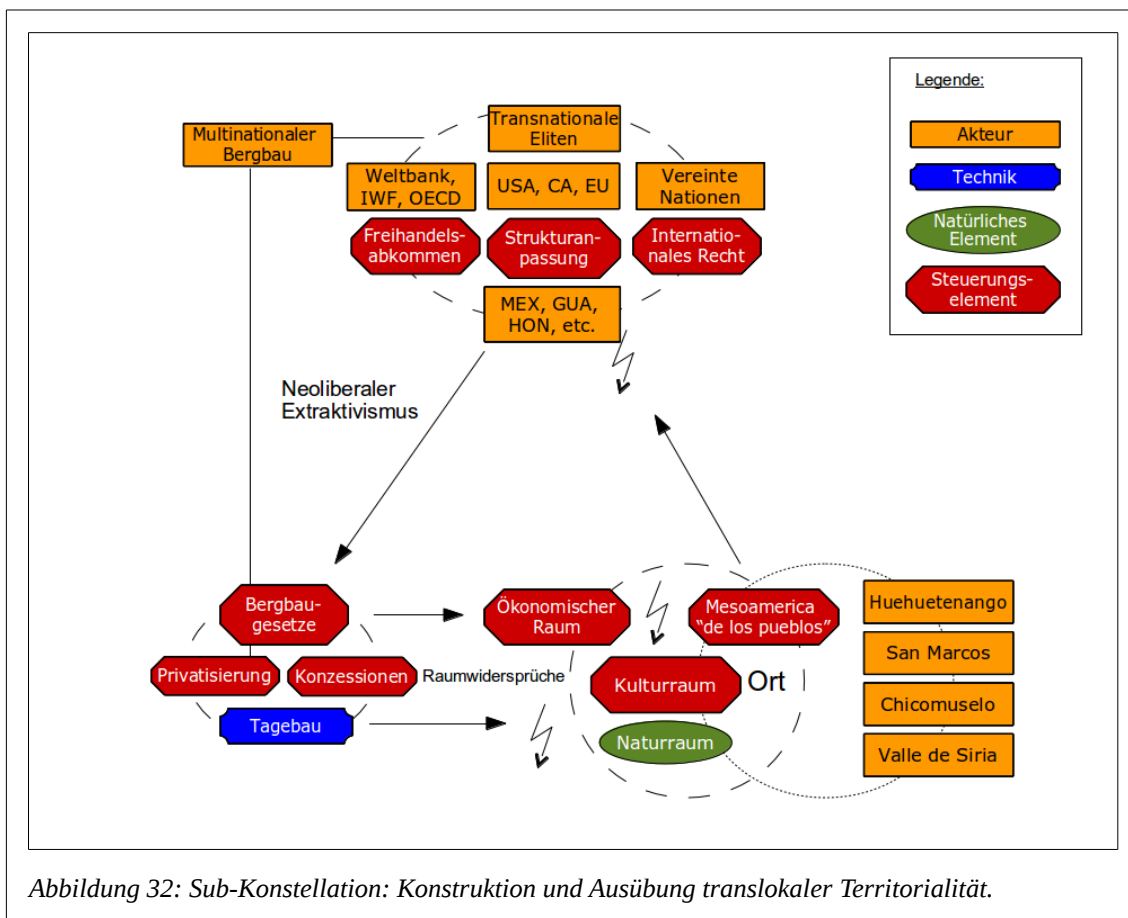 Legende:
Akteur
Technik
Natürliches
Element
Steuerungs-
element
Multinationaler
Bergbau
Transnationale
Eliten
Weltbank,
IWF, OECD
USA, CA, EU
Vereinte
Nationen
Freihandels-
abkommen
Strukturan-
passung
Internatio-
nales Recht
MEX, GUA,
HON, etc.
Neoliberaler
Extraktivismus
Bergbau-
gesetze
Privatisierung
Konzessionen
Tagebau
Raumwidersprüche
Ökonomischer
Raum
Mesoamerica
"de los pueblos"
Kulturraum
Ort
Naturraum
Huehuetenango
San Marcos
Chicomuselo
Valle de Siria
Abbildung 32: Sub-Konstellation: Konstruktion und Ausübung translokaler Territorialität.